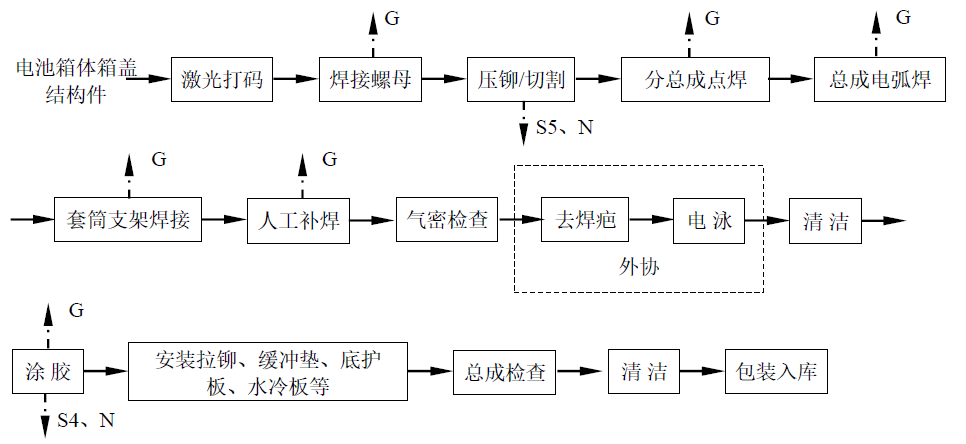 G
G
G
电池箱体箱盖
结构件
激光打码
焊接螺母
压铆/切割
分总成点焊
总成电弧焊
S5、N
G
G
套筒支架焊接
人工补焊
气密检查
去焊疤
电 泳
清 洁
外协
G
涂 胶
安装拉铆、缓冲垫、底护
板、水冷板等
总成检查
清 洁
包装入库
S4、N